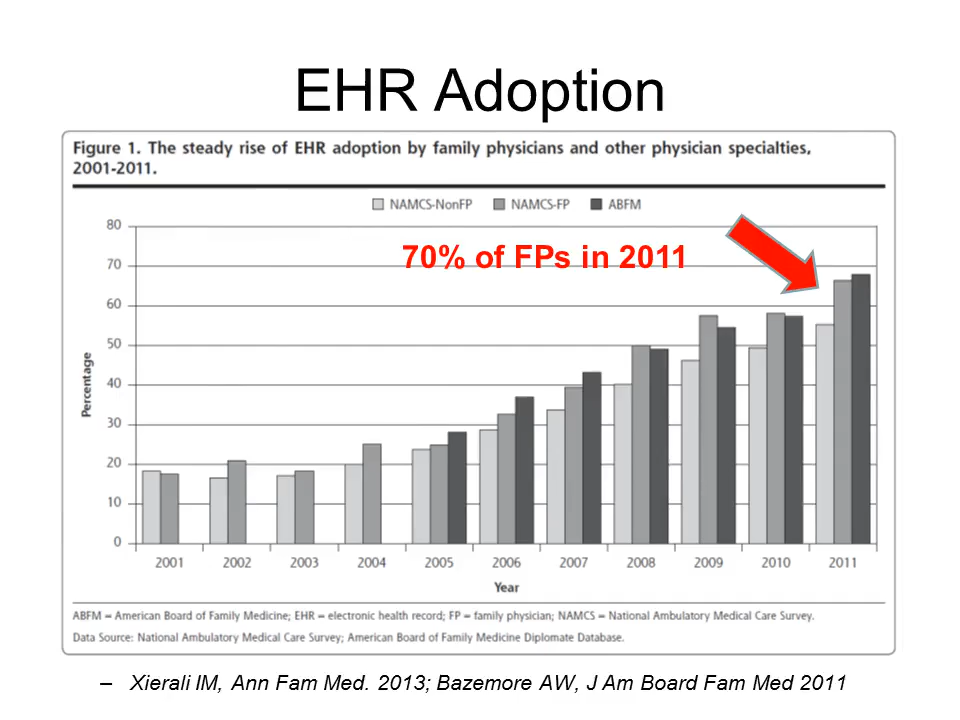 EHR Adoption
Figure 1. The steady rise of EHR adoption by family physicians and other physician specialties,
2001-2011.
NAMCS-NonFP NAMCS-FP ABFM
70% of FPs in 2011
Percentage
80
70
60
50
40
30
20
10
0
2001 2002 2003 2004 2005 2006 2007 2008 2009 2010 2011
Year
ABFM = American Board of Family Medicine; EHR = electronic health record; FP = family physician; NAMCS = National Ambulatory Medical Care Survey.
Data Source: National Ambulatory Medical Care Survey; American Board of Family Medicine Diplomate Database.
– Xierali IM, Ann Fam Med. 2013; Bazemore AW, J Am Board Fam Med 2011